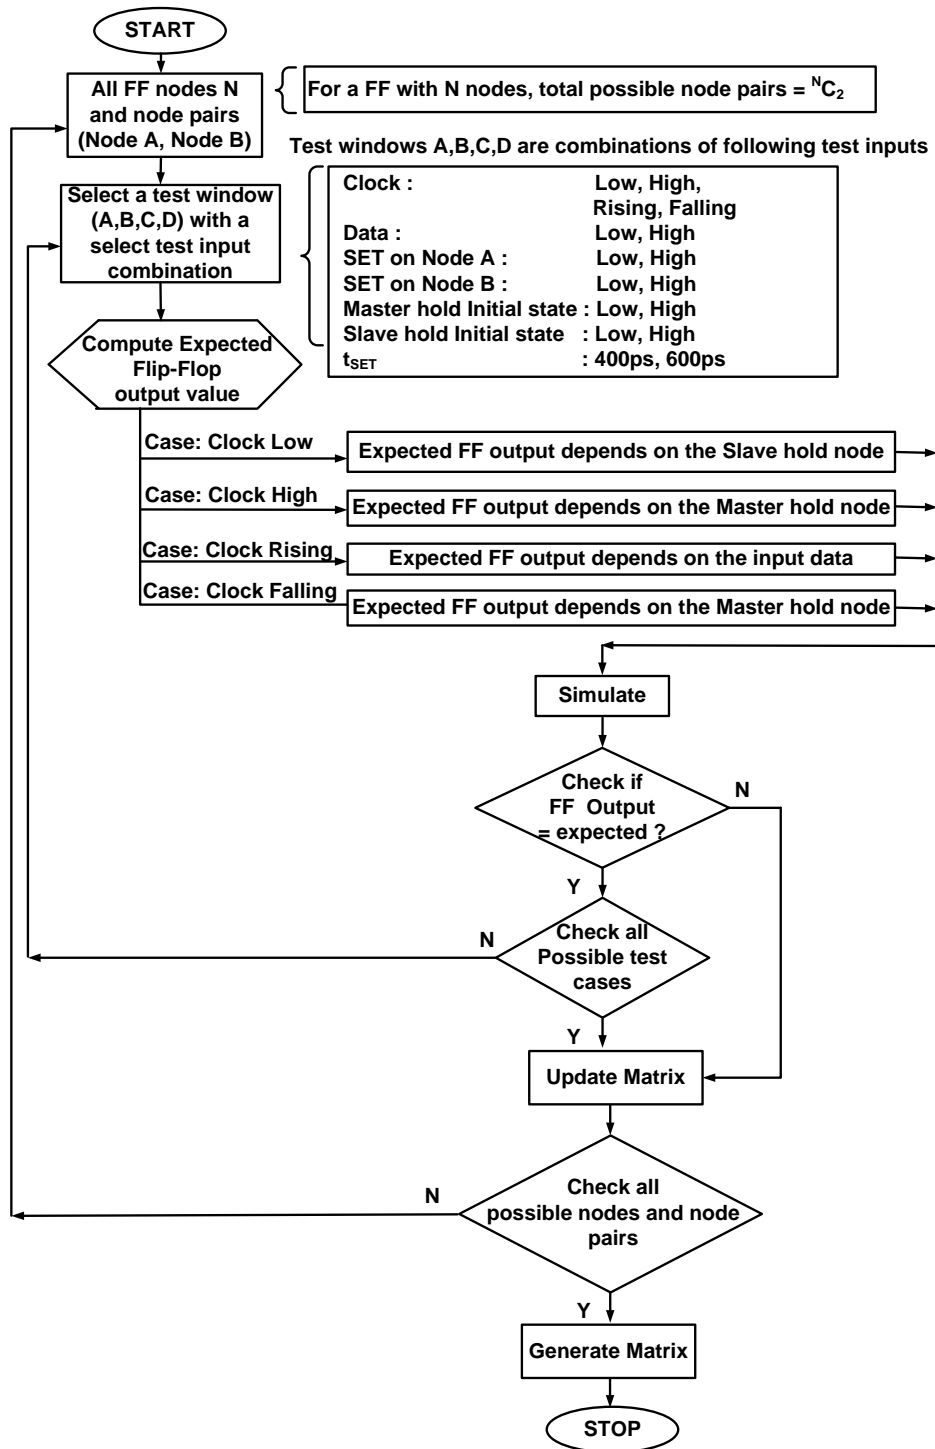 START
All FF nodes N
and node pairs
(Node A, Node B)
For a FF with N nodes, total possible node pairs = ᴺC₂
Test windows A,B,C,D are combinations of following test inputs
Select a test window
(A,B,C,D) with a
select test input
combination
Clock : Low, High,
Rising, Falling
Data : Low, High
SET on Node A : Low, High
SET on Node B : Low, High
Master hold Initial state : Low, High
Slave hold Initial state : Low, High
tSET : 400ps, 600ps
Compute Expected
Flip-Flop
output value
Case: Clock Low
Expected FF output depends on the Slave hold node
Case: Clock High
Expected FF output depends on the Master hold node
Case: Clock Rising
Expected FF output depends on the input data
Case: Clock Falling
Expected FF output depends on the Master hold node
Simulate
Check if
FF Output
= expected ?
N
Y
Check all
Possible test
cases
N
Y
Update Matrix
Check all
possible nodes and node
pairs
N
Y
Generate Matrix
STOP